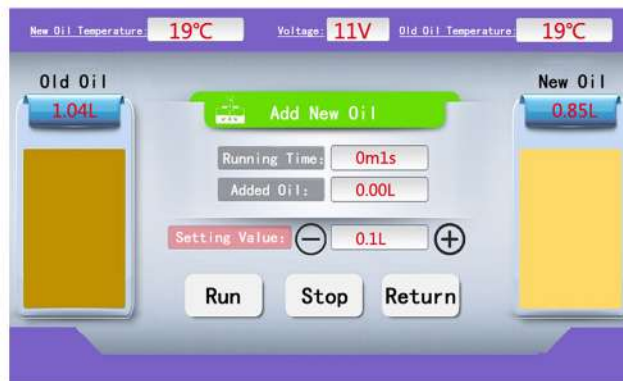 New Oil Temperature: 19℃ Voltage: 11V Old Oil Temperature: 19℃
Old Oil
1.04L
New Oil
0.85L
Add New Oil
Running Time: 0m1s
Added Oil: 0.00L
Setting Value: 0.1L
Run Stop Return